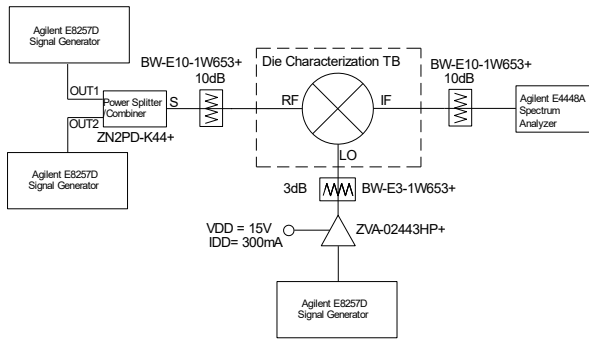 Agilent E8257D
Signal Generator
OUT1
OUT2
Power Splitter
/Combiner
S
ZN2PD-K44+
Agilent E8257D
Signal Generator
BW-E10-1W653+
10dB
Die Characterization TB
RF
IF
LO
BW-E10-1W653+
10dB
Agilent E4448A
Spectrum
Analyzer
3dB
BW-E3-1W653+
VDD = 15V
IDD= 300mA
ZVA-02443HP+
Agilent E8257D
Signal Generator